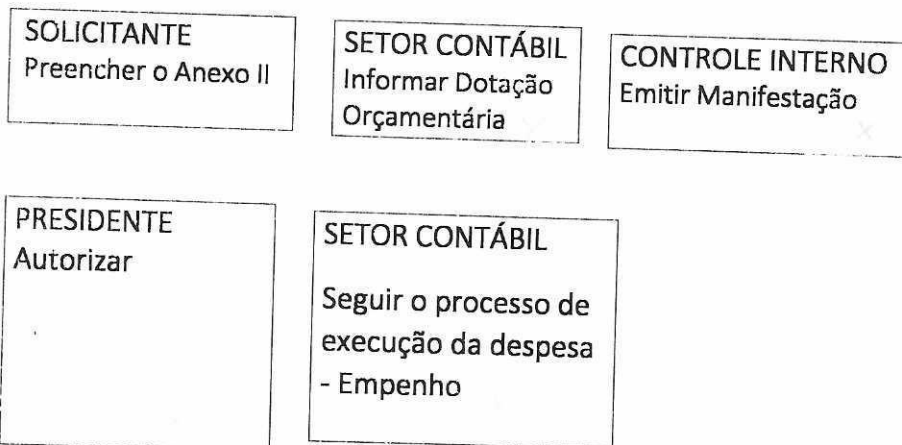 SOLICITANTE
Preencher o Anexo II
SETOR CONTÁBIL
Informar Dotação
Orçamentária
CONTROLE INTERNO
Emitir Manifestação
PRESIDENTE
Autorizar
SETOR CONTÁBIL
Seguir o processo de
execução da despesa
- Empenho